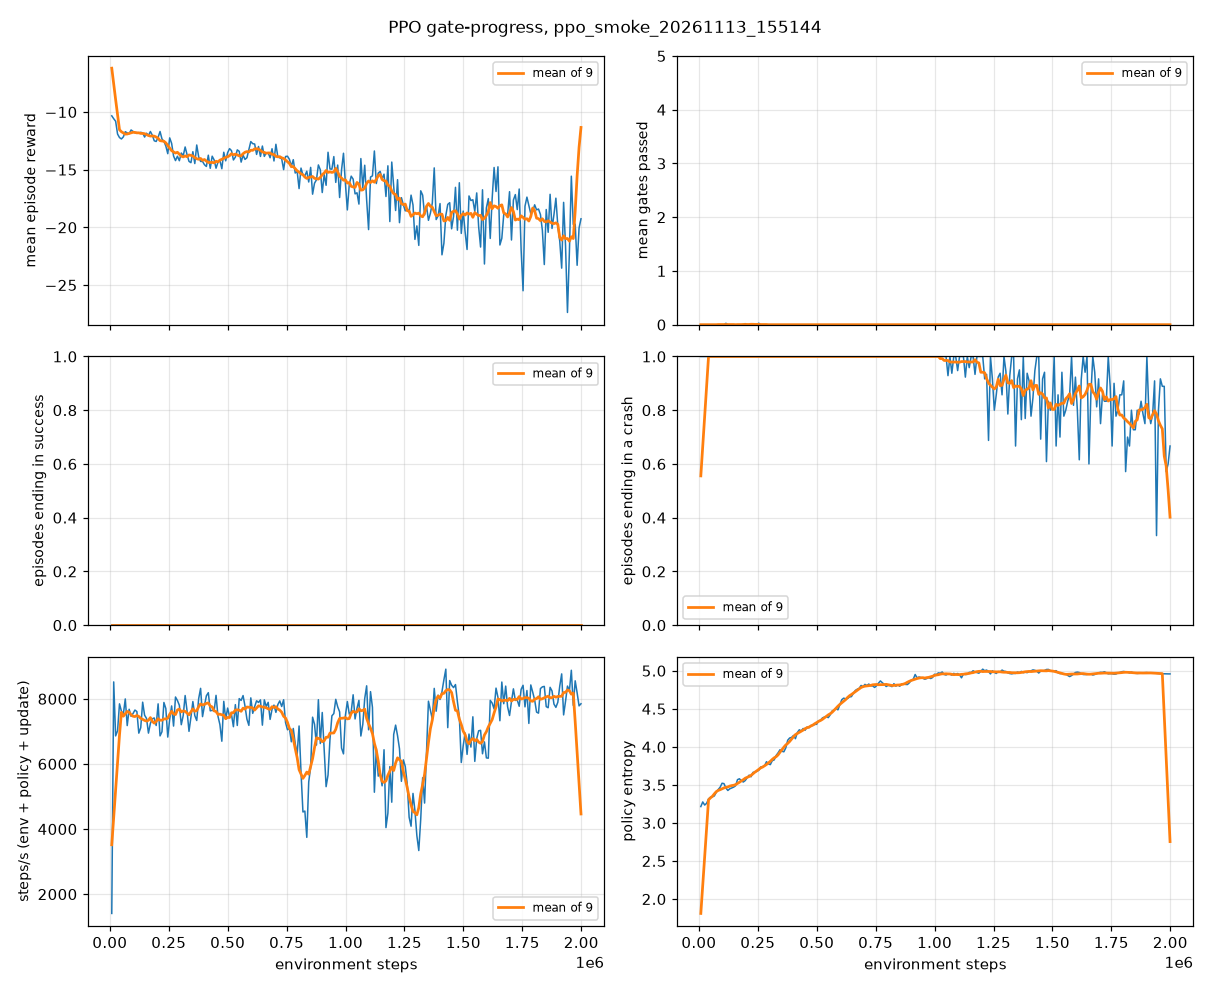 PPO gate-progress, ppo_smoke_20261113_155144
mean episode reward
−10
−15
−20
−25
mean of 9
mean gates passed
5
4
3
2
1
0
mean of 9
episodes ending in success
1.0
0.8
0.6
0.4
0.2
0.0
mean of 9
episodes ending in a crash
1.0
0.8
0.6
0.4
0.2
0.0
mean of 9
steps/s (env + policy + update)
8000
6000
4000
2000
mean of 9
0.00 0.25 0.50 0.75 1.00 1.25 1.50 1.75 2.00
1e6
environment steps
policy entropy
5.0
4.5
4.0
3.5
3.0
2.5
2.0
mean of 9
0.00 0.25 0.50 0.75 1.00 1.25 1.50 1.75 2.00
1e6
environment steps